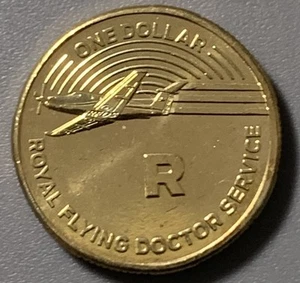 ONE DOLLAR
R
ROYAL FLYING DOCTOR SERVICE